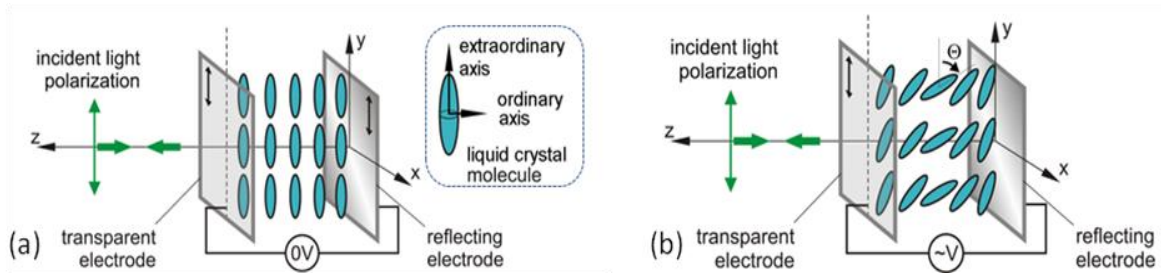 incident light
polarization
z
y
x
transparent
electrode
0V
reflecting
electrode
(a)
extraordinary
axis
ordinary
axis
liquid crystal
molecule
incident light
polarization
z
Θ
y
x
transparent
electrode
~V
reflecting
electrode
(b)